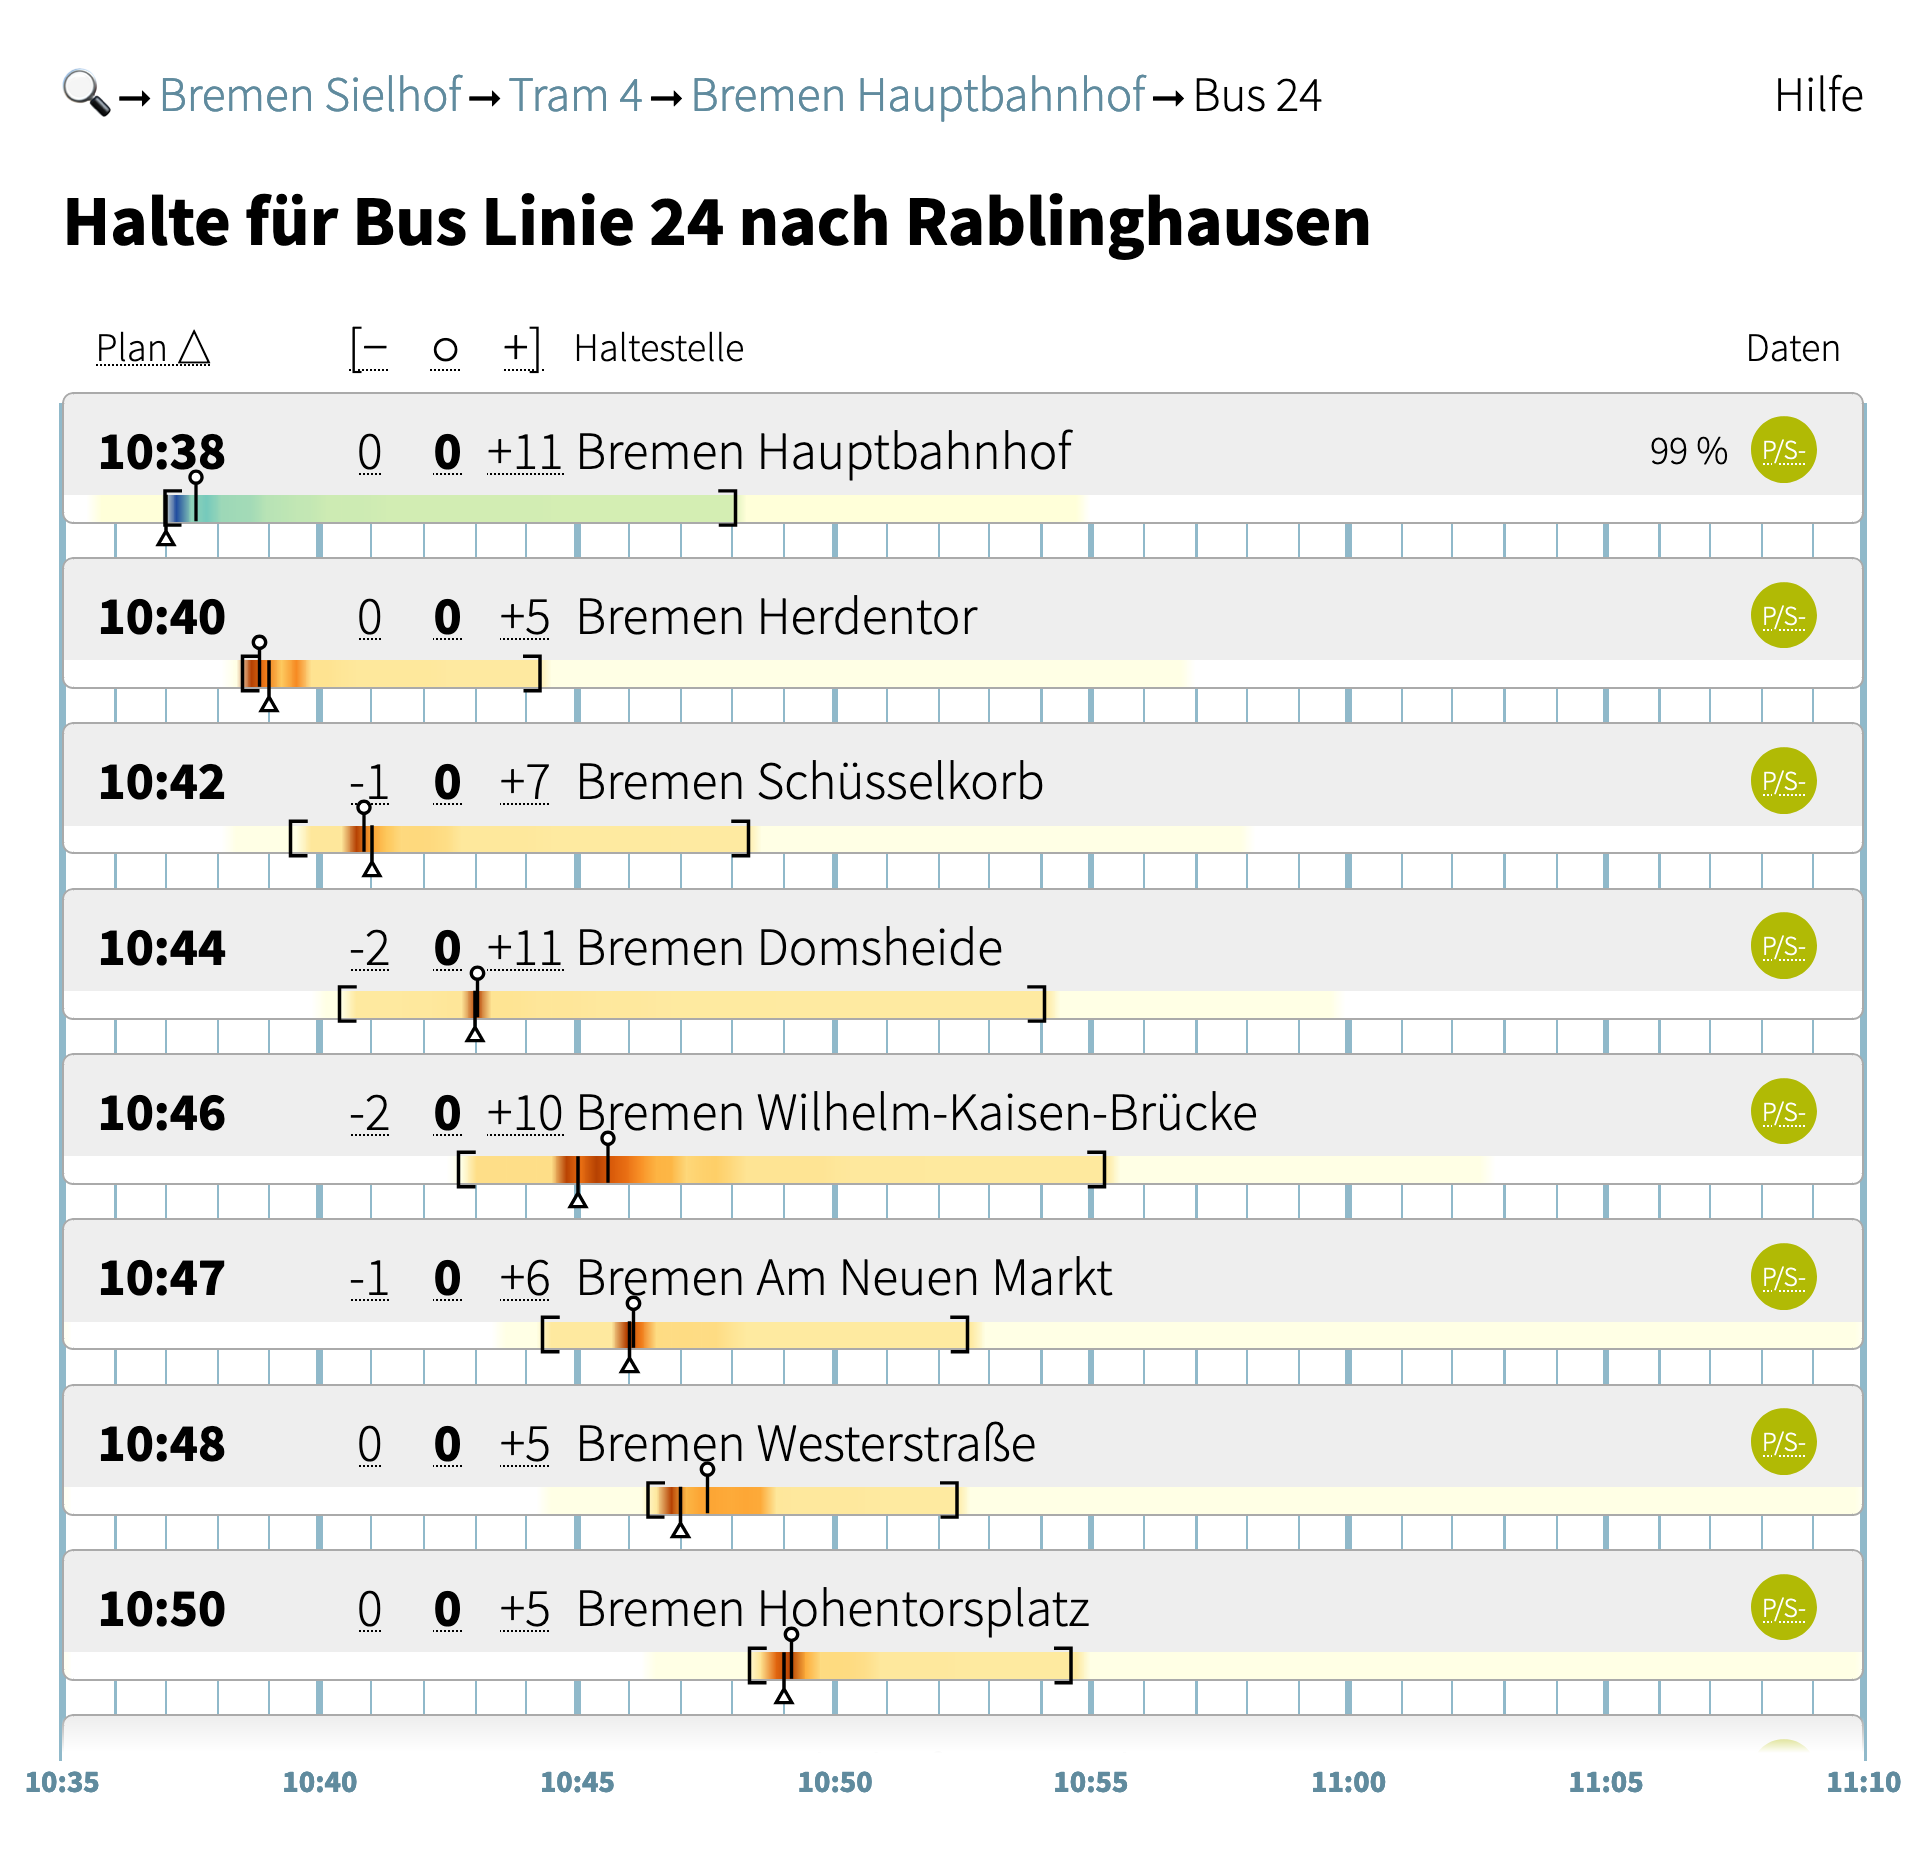 🔍 → Bremen Sielhof → Tram 4 → Bremen Hauptbahnhof → Bus 24 Hilfe
Halte für Bus Linie 24 nach Rablinghausen
Plan △ [− ○ +] Haltestelle Daten
10:38 0 0 +11 Bremen Hauptbahnhof 99 % P/S-
10:40 0 0 +5 Bremen Herdentor P/S-
10:42 -1 0 +7 Bremen Schüsselkorb P/S-
10:44 -2 0 +11 Bremen Domsheide P/S-
10:46 -2 0 +10 Bremen Wilhelm-Kaisen-Brücke P/S-
10:47 -1 0 +6 Bremen Am Neuen Markt P/S-
10:48 0 0 +5 Bremen Westerstraße P/S-
10:50 0 0 +5 Bremen Hohentorsplatz P/S-
10:35 10:40 10:45 10:50 10:55 11:00 11:05 11:10